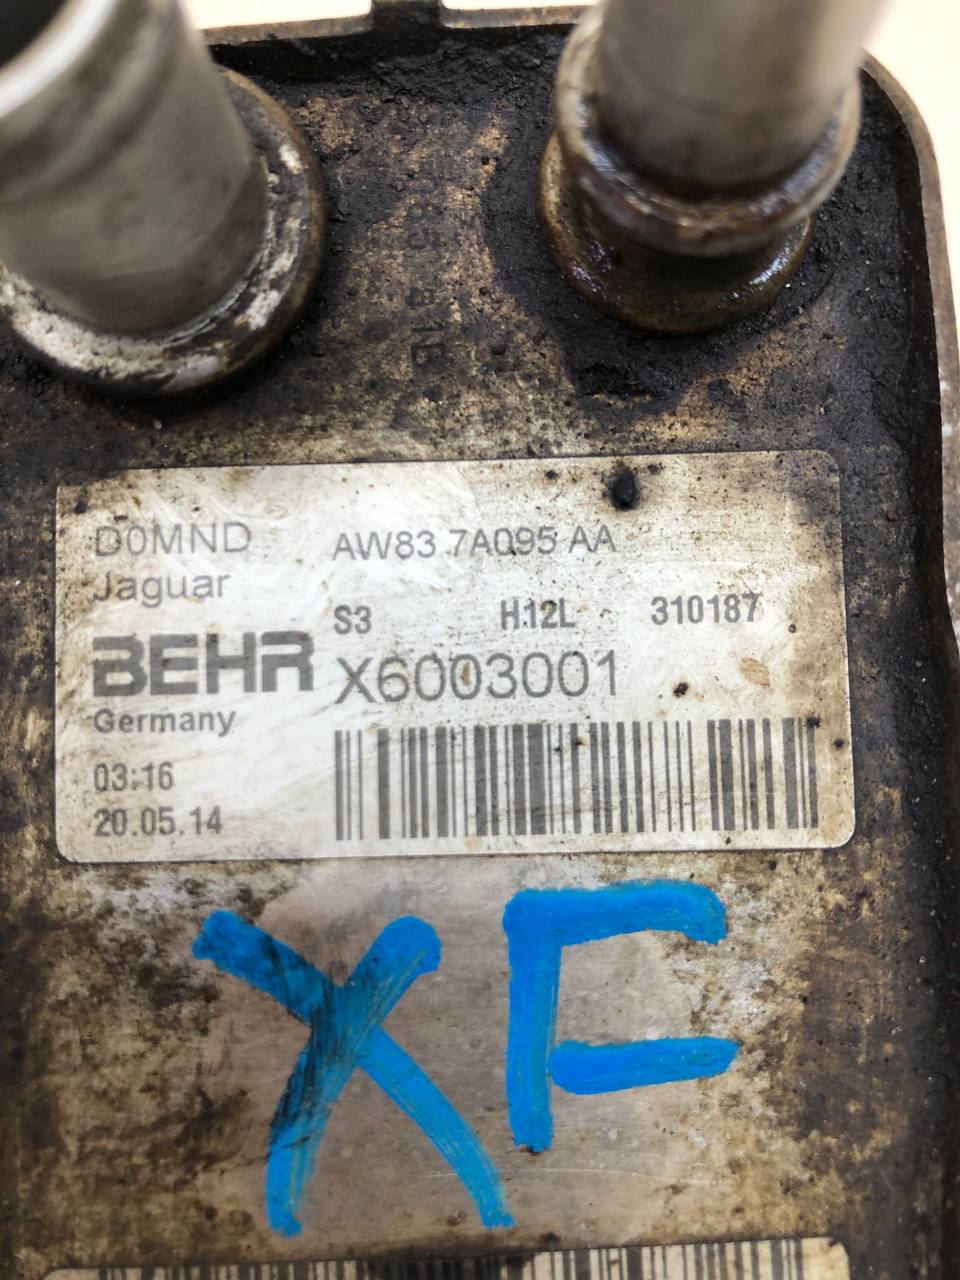 D0MND AW83 7A095 AA
Jaguar
S3 H12L 310187
BEHR X6003001
Germany
03:16
20.05.14
XF